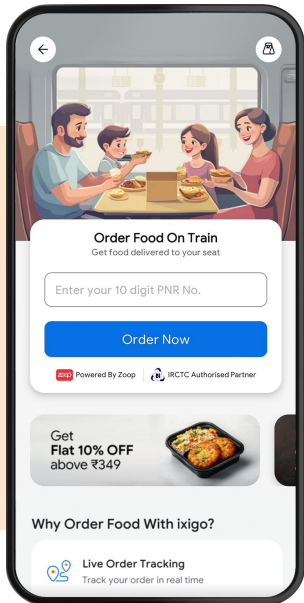 Order Food On Train
Get food delivered to your seat
Enter your 10 digit PNR No.
Order Now
zoop Powered By Zoop IRCTC Authorised Partner
Get
Flat 10% OFF
above ₹349
Why Order Food With ixigo?
Live Order Tracking
Track your order in real time